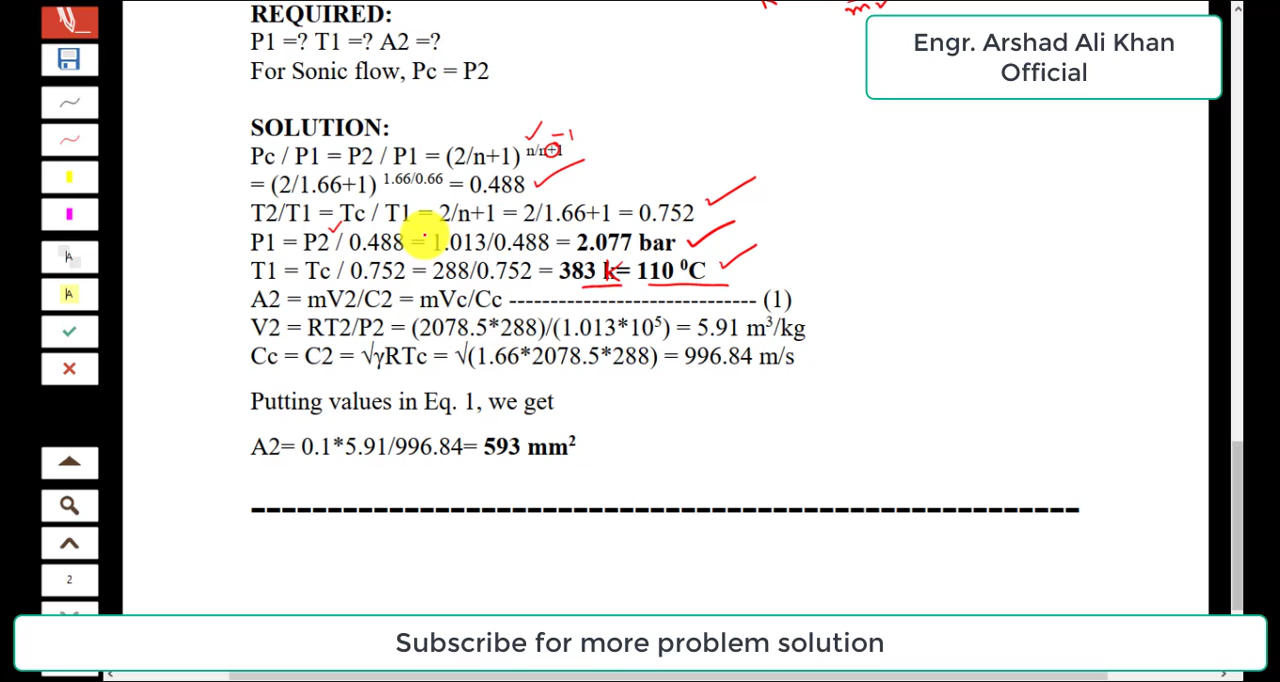 REQUIRED:
P1 =? T1 =? A2 =?
For Sonic flow, Pc = P2
Engr. Arshad Ali Khan
Official
SOLUTION:
-1
Pc / P1 = P2 / P1 = (2/n+1) n/n+1
= (2/1.66+1) 1.66/0.66 = 0.488
T2/T1 = Tc / T1 = 2/n+1 = 2/1.66+1 = 0.752
P1 = P2 / 0.488 = 1.013/0.488 = 2.077 bar
T1 = Tc / 0.752 = 288/0.752 = 383 k= 110 ⁰C
A2 = mV2/C2 = mVc/Cc ------------------------------ (1)
V2 = RT2/P2 = (2078.5*288)/(1.013*10⁵) = 5.91 m³/kg
Cc = C2 = √γRTc = √(1.66*2078.5*288) = 996.84 m/s
Putting values in Eq. 1, we get
A2= 0.1*5.91/996.84= 593 mm²
2
Subscribe for more problem solution